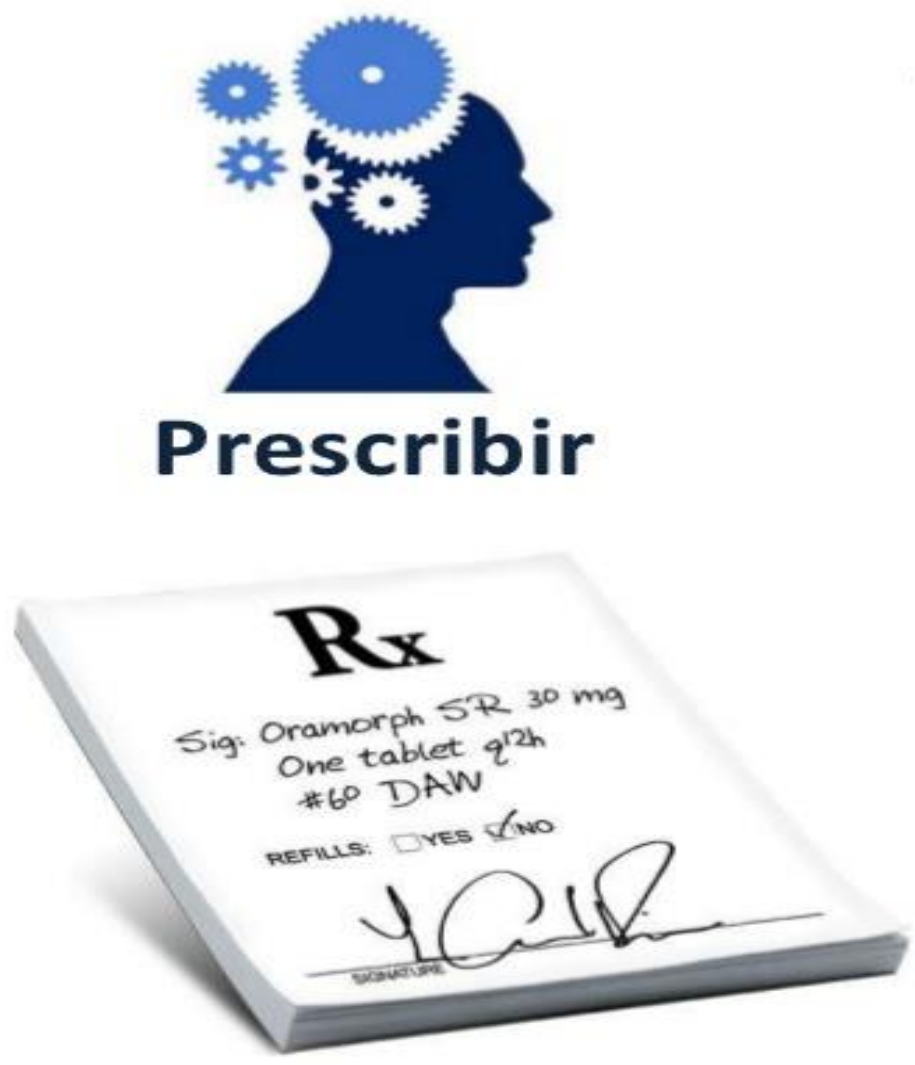 Prescribir
Rx
Sig: Oramorph SR 30 mg
One tablet q12h
#60 DAW
REFILLS: YES NO
SIGNATURE